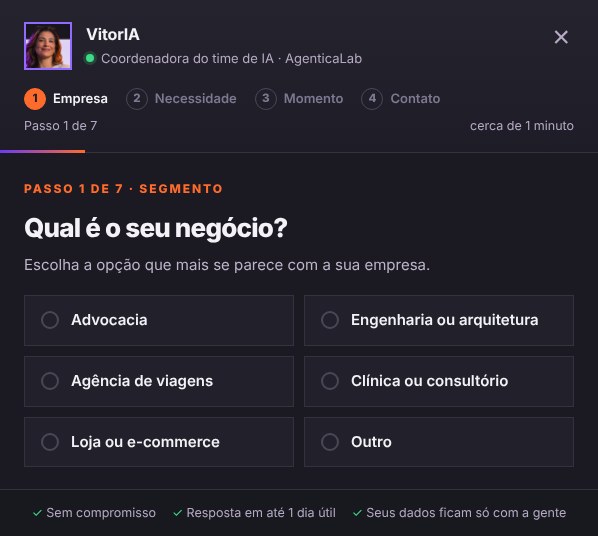 VitorIA
Coordenadora do time de IA · AgenticaLab
1 Empresa 2 Necessidade 3 Momento 4 Contato
Passo 1 de 7 cerca de 1 minuto
PASSO 1 DE 7 · SEGMENTO
Qual é o seu negócio?
Escolha a opção que mais se parece com a sua empresa.
Advocacia Engenharia ou arquitetura
Agência de viagens Clínica ou consultório
Loja ou e-commerce Outro
✓ Sem compromisso ✓ Resposta em até 1 dia útil ✓ Seus dados ficam só com a gente